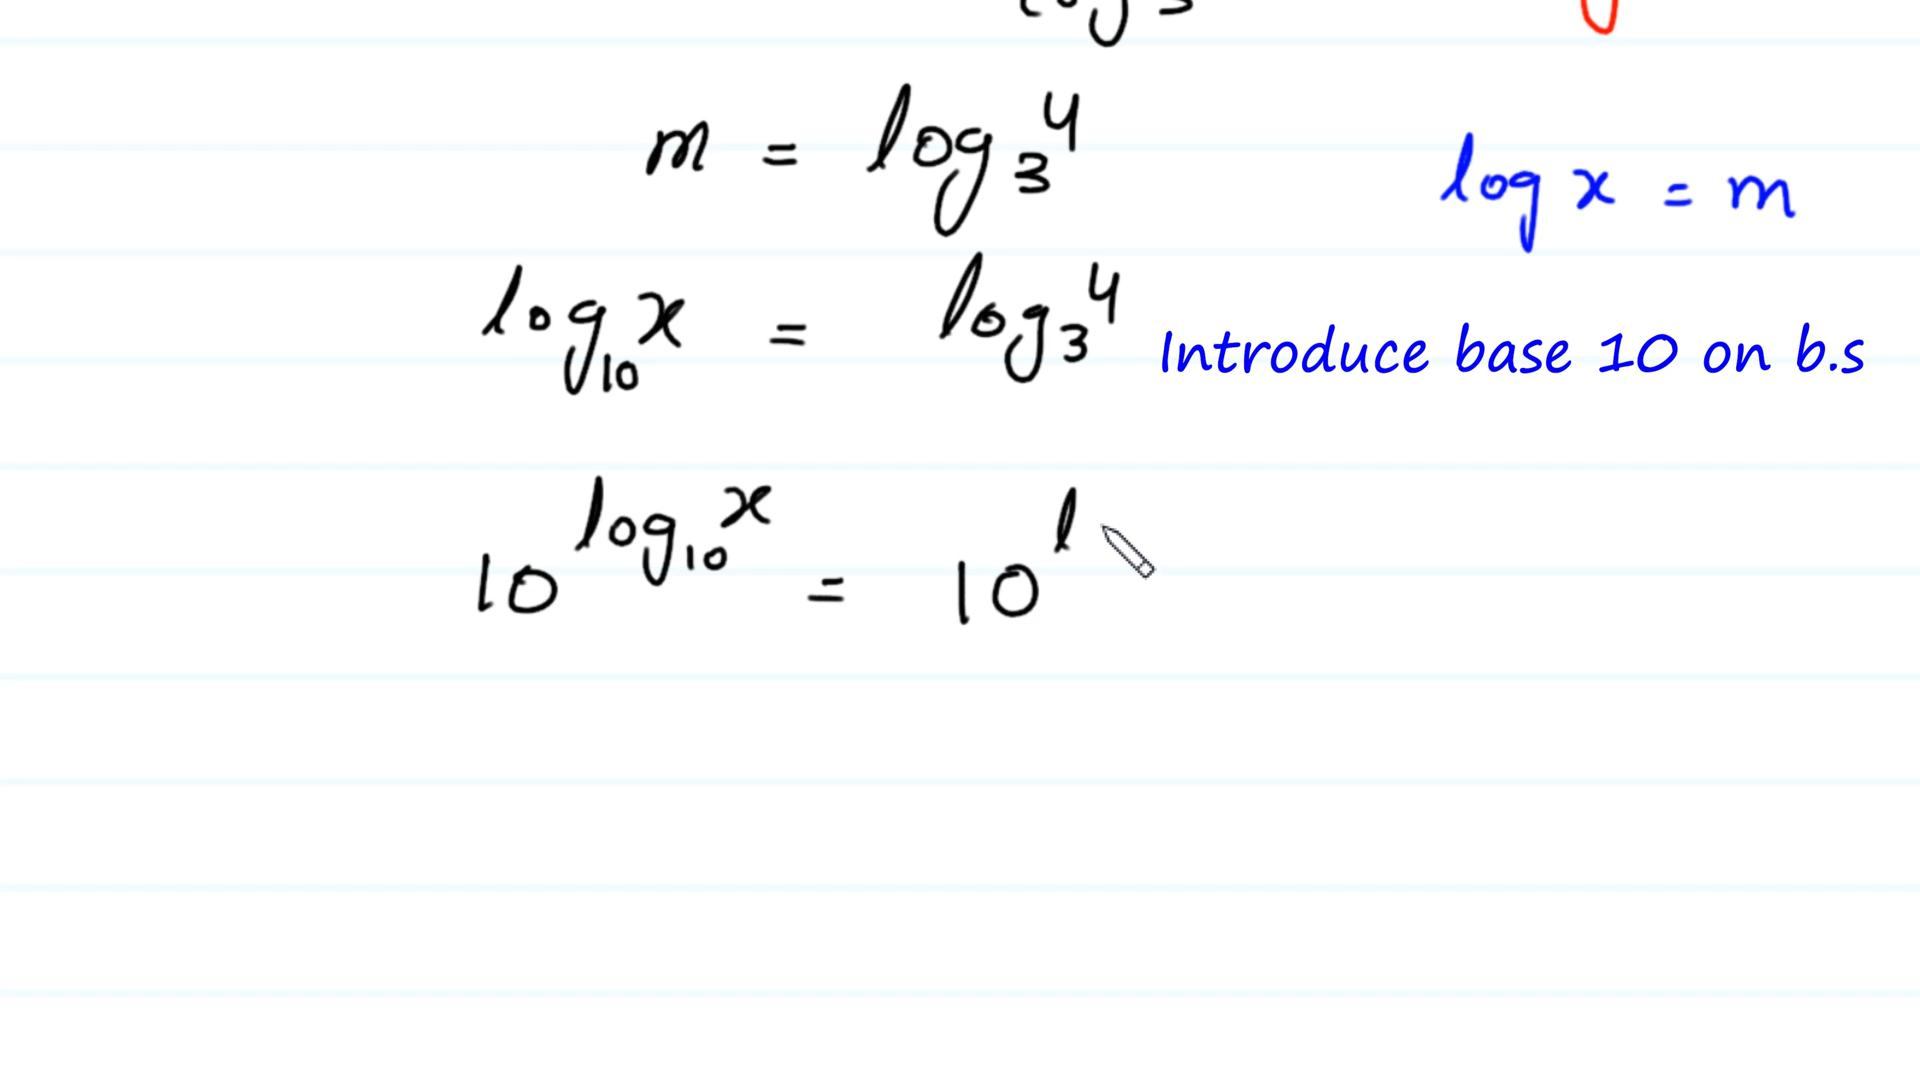 m = log₃4
log x = m
log₁₀x = log₃4 Introduce base 10 on b.s
10^log₁₀x = 10^l